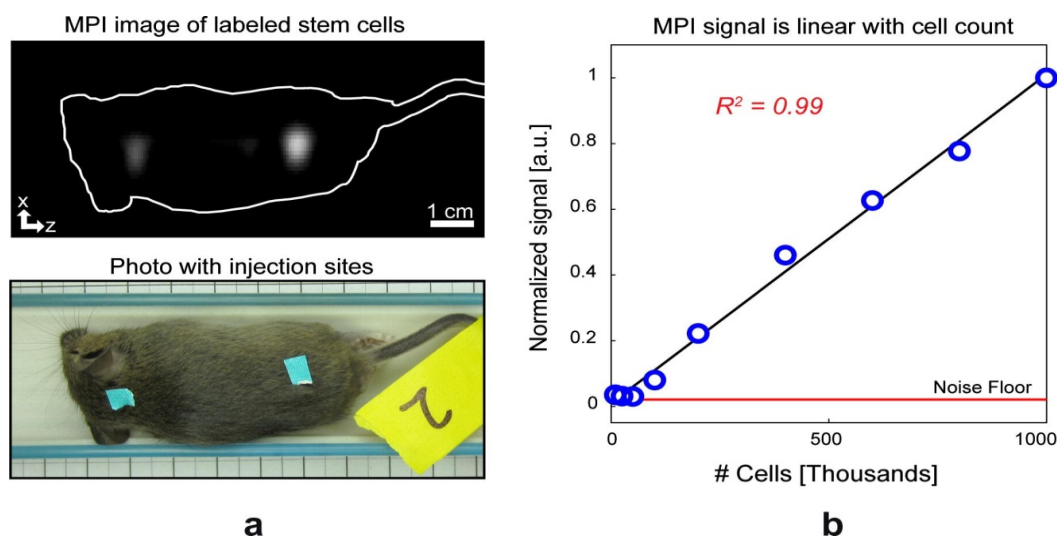 MPI image of labeled stem cells
x
z
1 cm
Photo with injection sites
a
MPI signal is linear with cell count
Normalized signal [a.u.]
1
0.8
0.6
0.4
0.2
0
R² = 0.99
Noise Floor
0 500 1000
# Cells [Thousands]
b